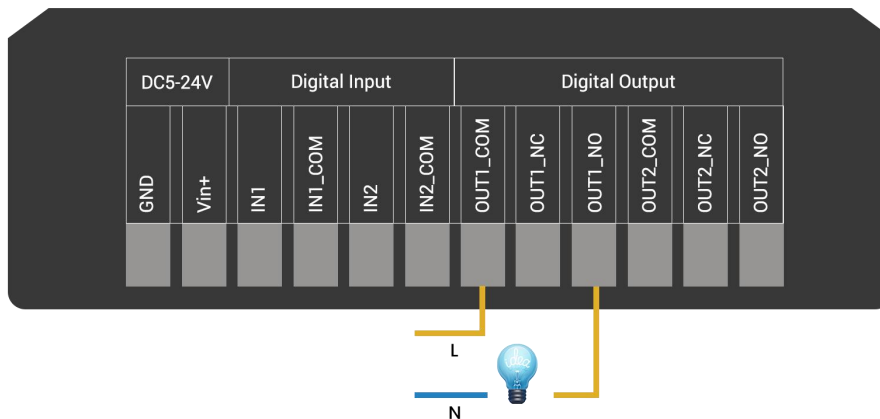 DC5-24V Digital Input Digital Output
GND
Vin+
IN1
IN1_COM
IN2
IN2_COM
OUT1_COM
OUT1_NC
OUT1_NO
OUT2_COM
OUT2_NC
OUT2_NO
L
N